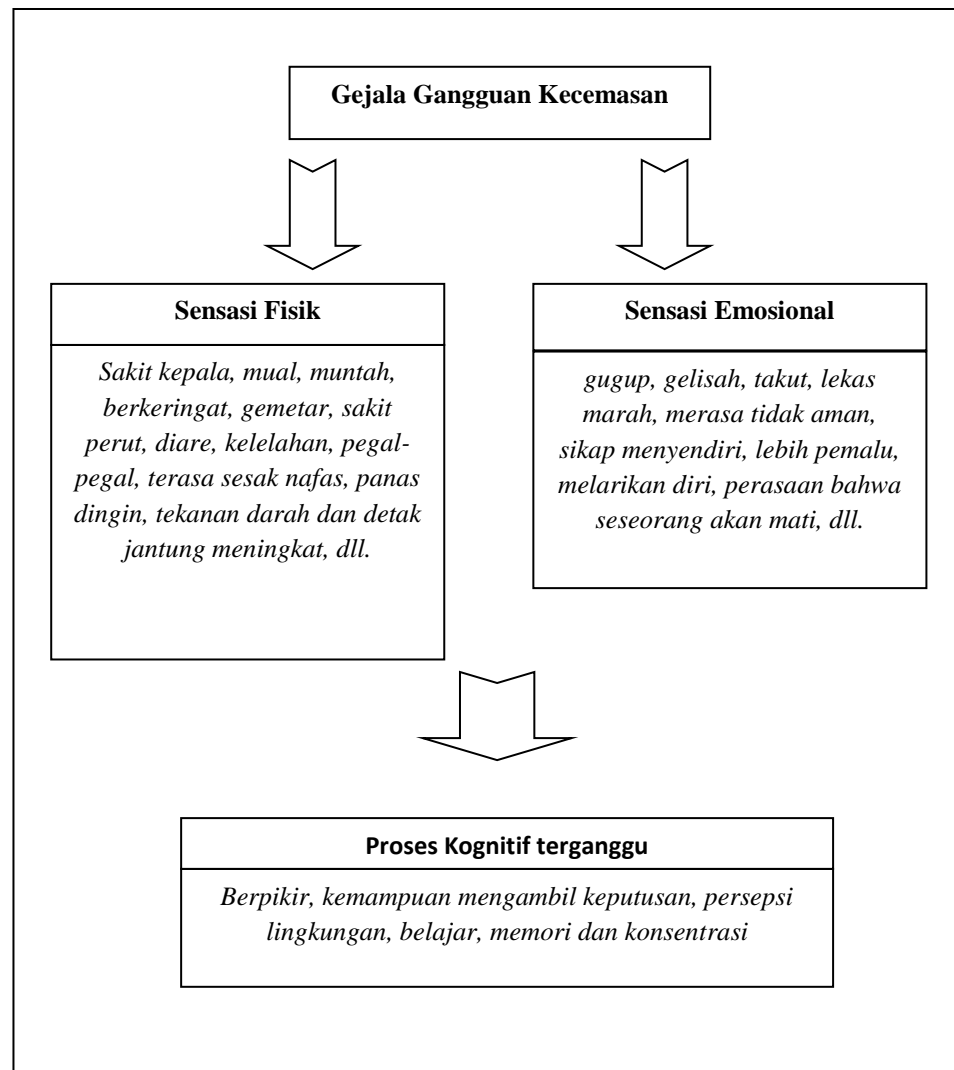 Gejala Gangguan Kecemasan
Sensasi Fisik
Sakit kepala, mual, muntah,
berkeringat, gemetar, sakit
perut, diare, kelelahan, pegal-
pegal, terasa sesak nafas, panas
dingin, tekanan darah dan detak
jantung meningkat, dll.
Sensasi Emosional
gugup, gelisah, takut, lekas
marah, merasa tidak aman,
sikap menyendiri, lebih pemalu,
melarikan diri, perasaan bahwa
seseorang akan mati, dll.
Proses Kognitif terganggu
Berpikir, kemampuan mengambil keputusan, persepsi
lingkungan, belajar, memori dan konsentrasi